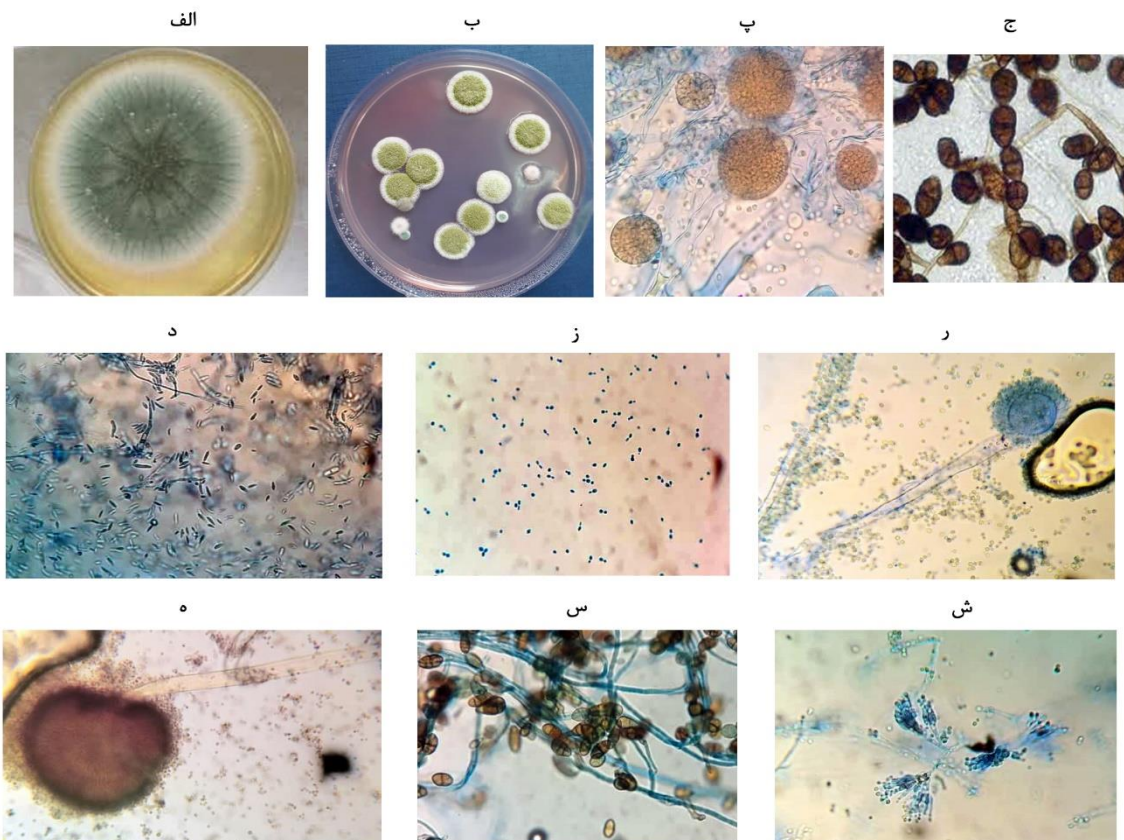 الف ب پ ج
د ز ر
ه س ش